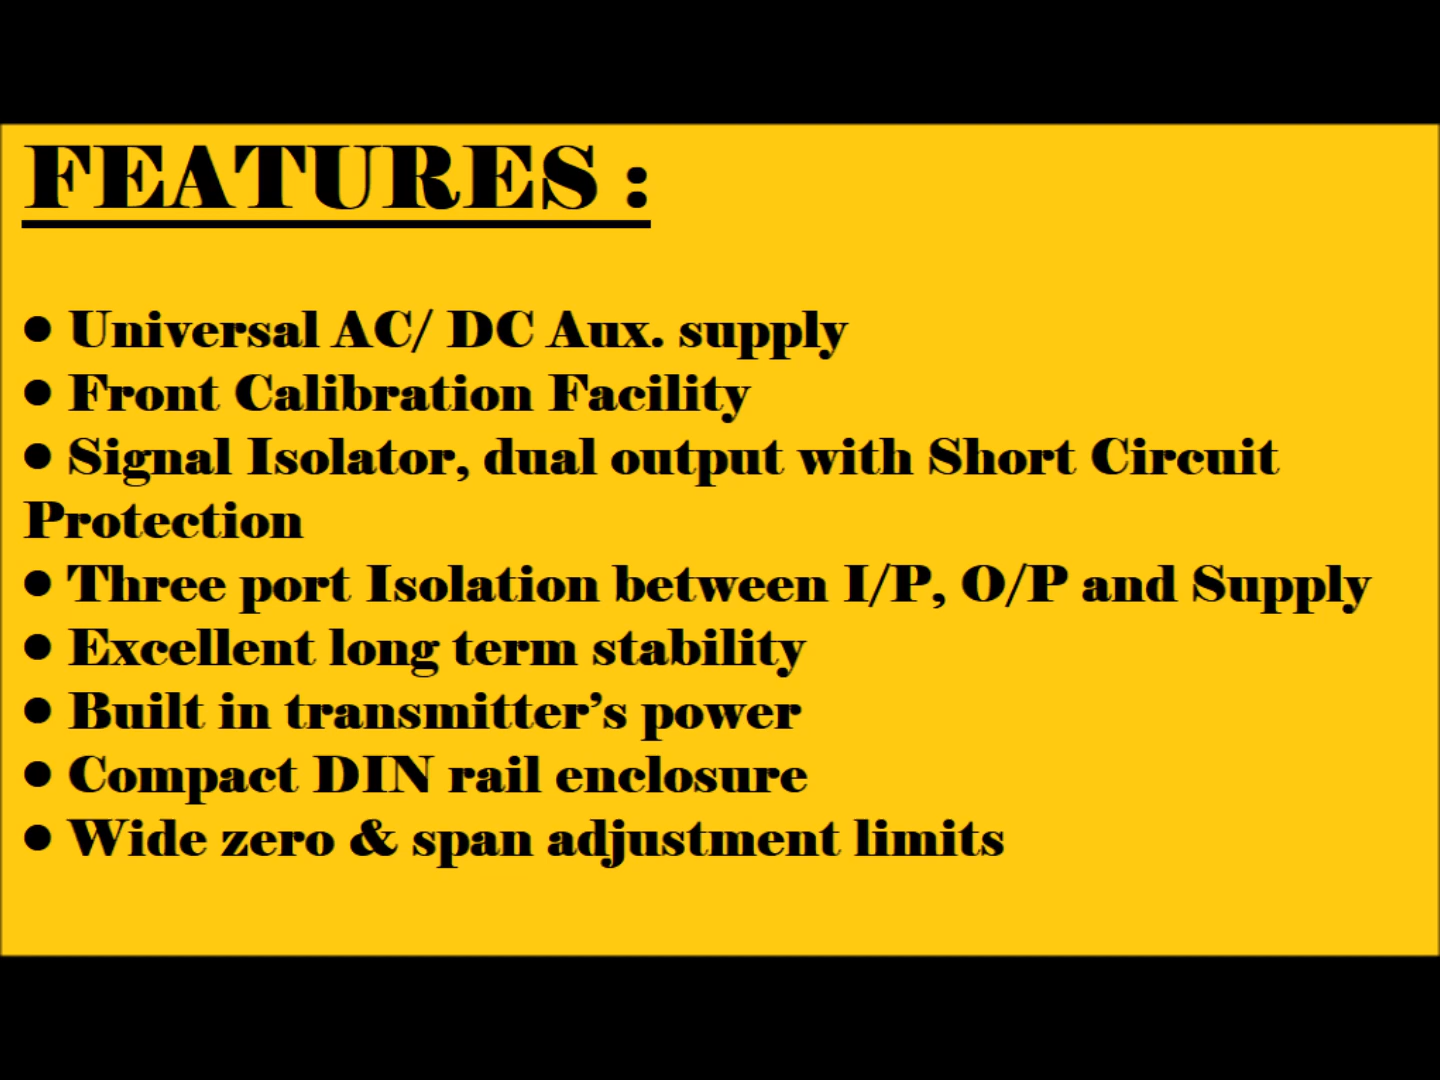 FEATURES :
● Universal AC/ DC Aux. supply
● Front Calibration Facility
● Signal Isolator, dual output with Short Circuit
Protection
● Three port Isolation between I/P, O/P and Supply
● Excellent long term stability
● Built in transmitter’s power
● Compact DIN rail enclosure
● Wide zero & span adjustment limits